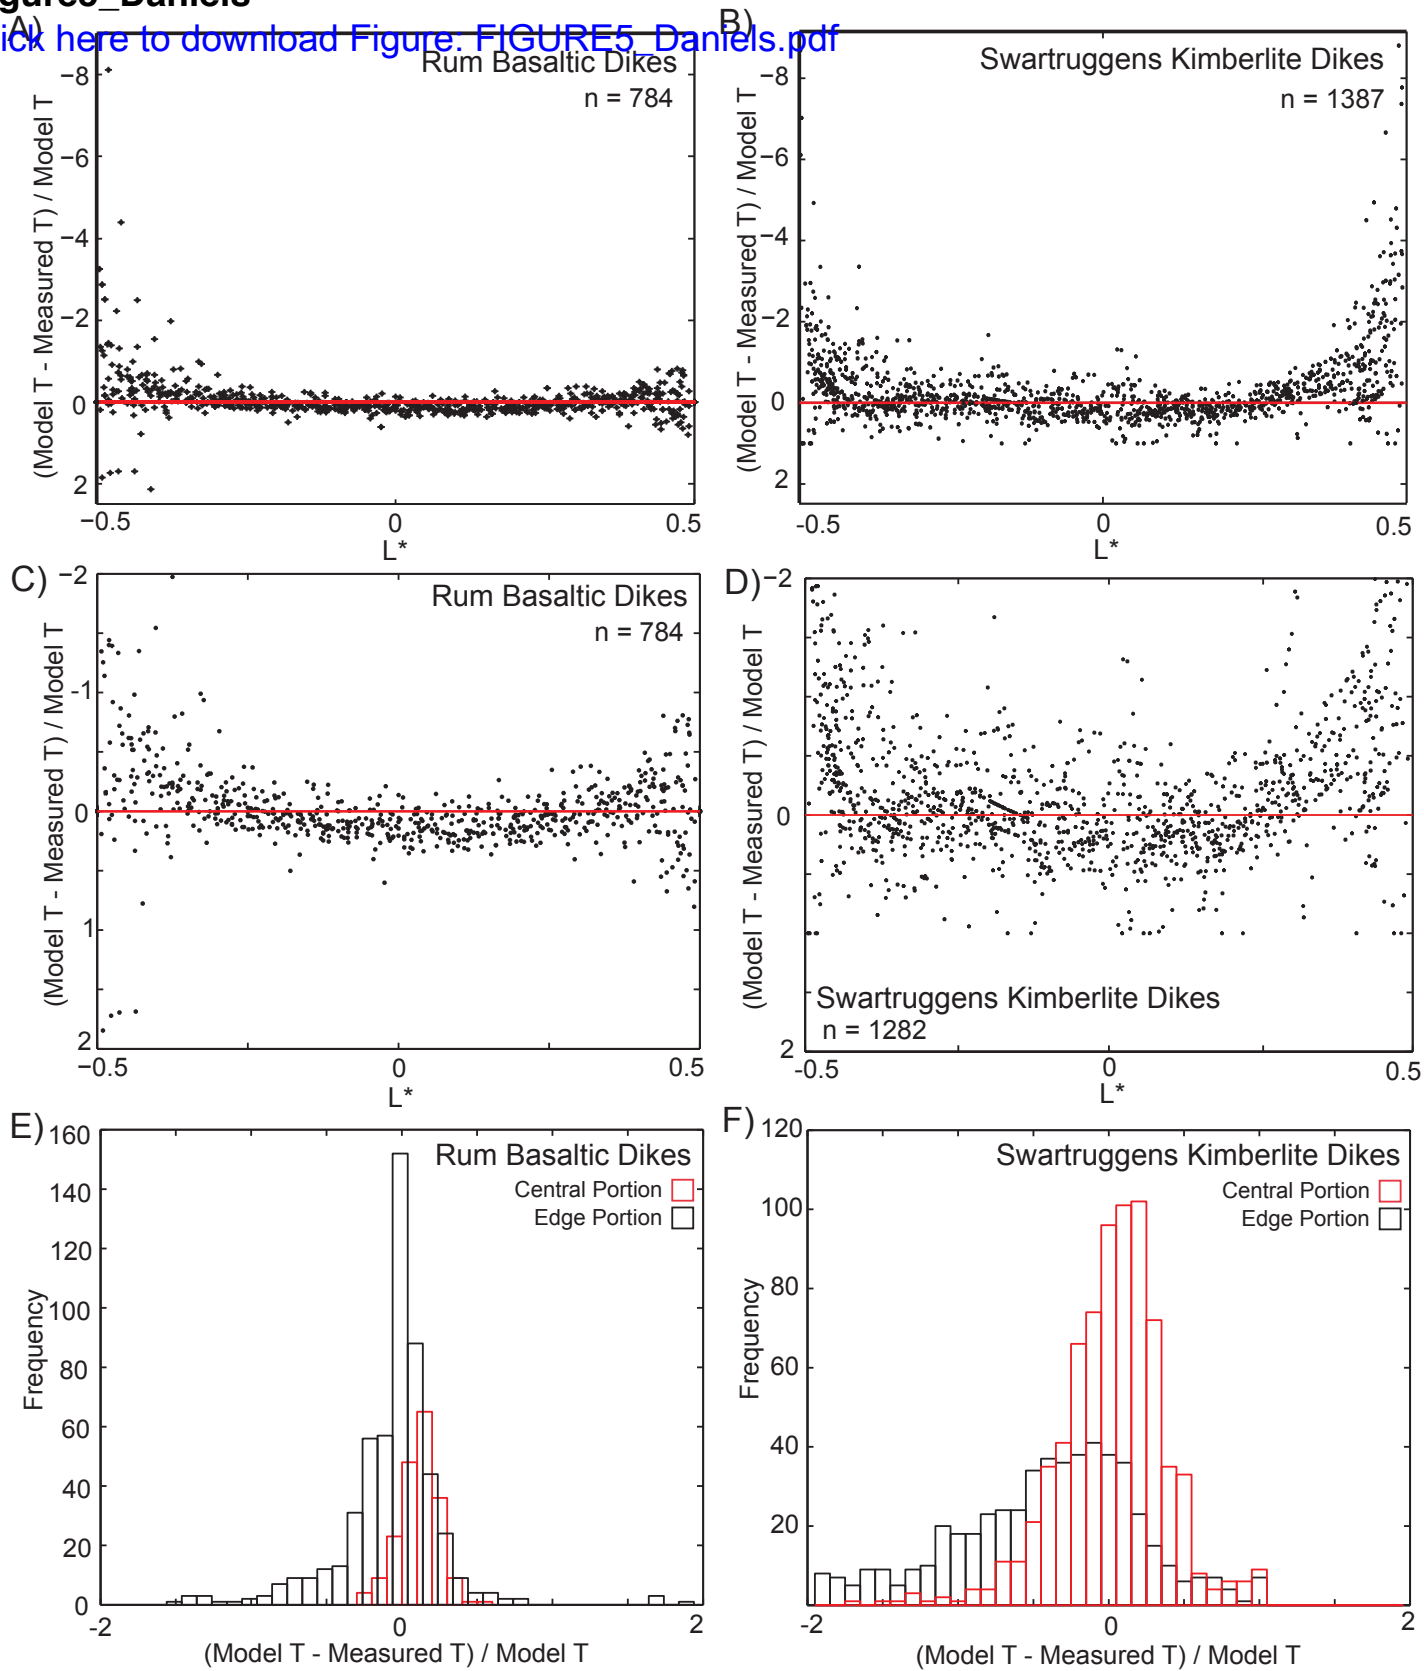 gure5_Daniels
ick here to download Figure: FIGURE5_Daniels.pdf
A)
Rum Basaltic Dikes
n = 784
(Model T - Measured T) / Model T
−8
−6
−4
−2
0
2
−0.5
0
0.5
L*
B)
Swartruggens Kimberlite Dikes
n = 1387
(Model T - Measured T) / Model T
−8
−6
−4
−2
0
2
-0.5
0
0.5
L*
C)
Rum Basaltic Dikes
n = 784
(Model T - Measured T) / Model T
−2
-1
0
1
2
−0.5
0
0.5
L*
D)
Swartruggens Kimberlite Dikes
n = 1282
(Model T - Measured T) / Model T
−2
0
2
-0.5
0
0.5
L*
E)
Rum Basaltic Dikes
Central Portion
Edge Portion
Frequency
160
140
120
100
80
60
40
20
0
-2
0
2
(Model T - Measured T) / Model T
F)
Swartruggens Kimberlite Dikes
Central Portion
Edge Portion
Frequency
120
100
80
60
40
20
-2
0
2
(Model T - Measured T) / Model T